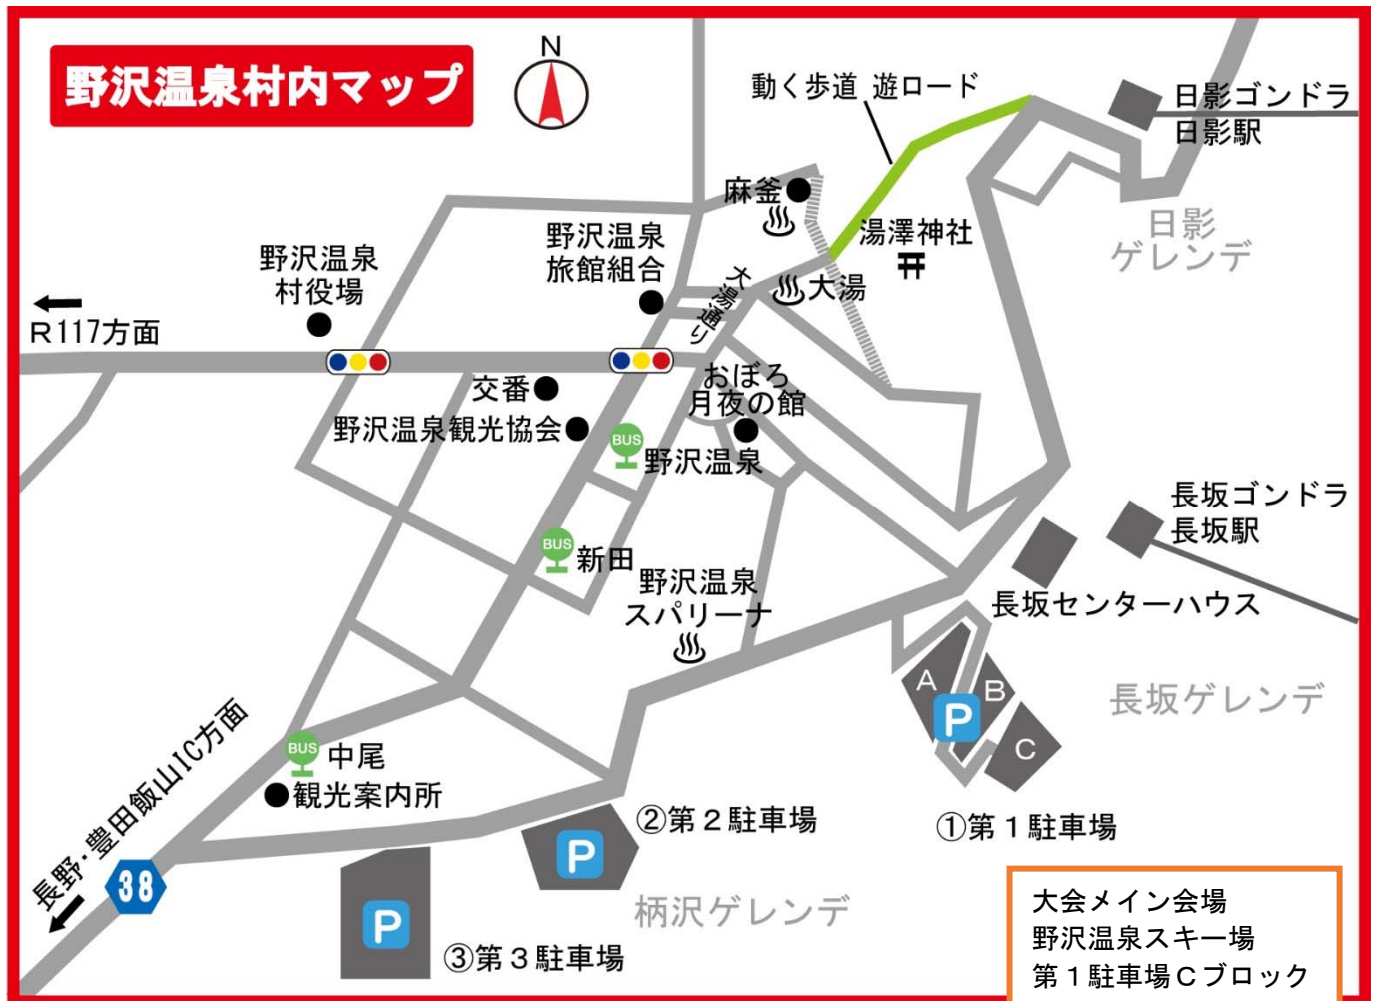 野沢温泉村内マップ
N
動く歩道 遊ロード
日影ゴンドラ
日影駅
麻釜
湯澤神社
日影
ゲレンデ
野沢温泉
旅館組合
野沢温泉
村役場
大湯通り
大湯
R117方面
交番
おぼろ
月夜の館
野沢温泉観光協会
BUS
野沢温泉
長坂ゴンドラ
長坂駅
BUS
新田
野沢温泉
スパリーナ
長坂センターハウス
A
B
P
C
長坂ゲレンデ
BUS
中尾
観光案内所
長野・豊田飯山IC方面
38
②第2駐車場
P
①第1駐車場
柄沢ゲレンデ
P
③第3駐車場
大会メイン会場
野沢温泉スキー場
第1駐車場Cブロック